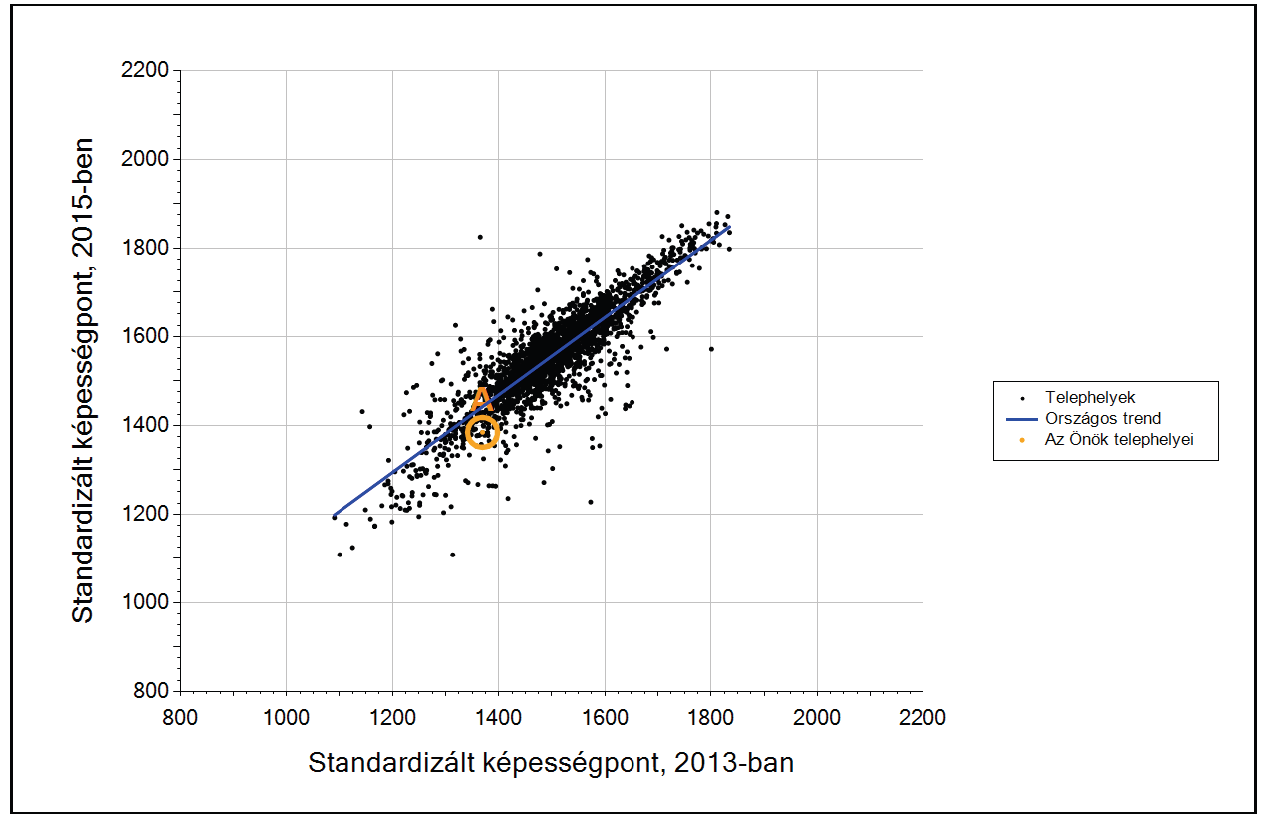 2200
2000
1800
1600
1400
1200
1000
800
Standardizált képességpont, 2015-ben
A
800 1000 1200 1400 1600 1800 2000 2200
Standardizált képességpont, 2013-ban
Telephelyek
Országos trend
Az Önök telephelyei